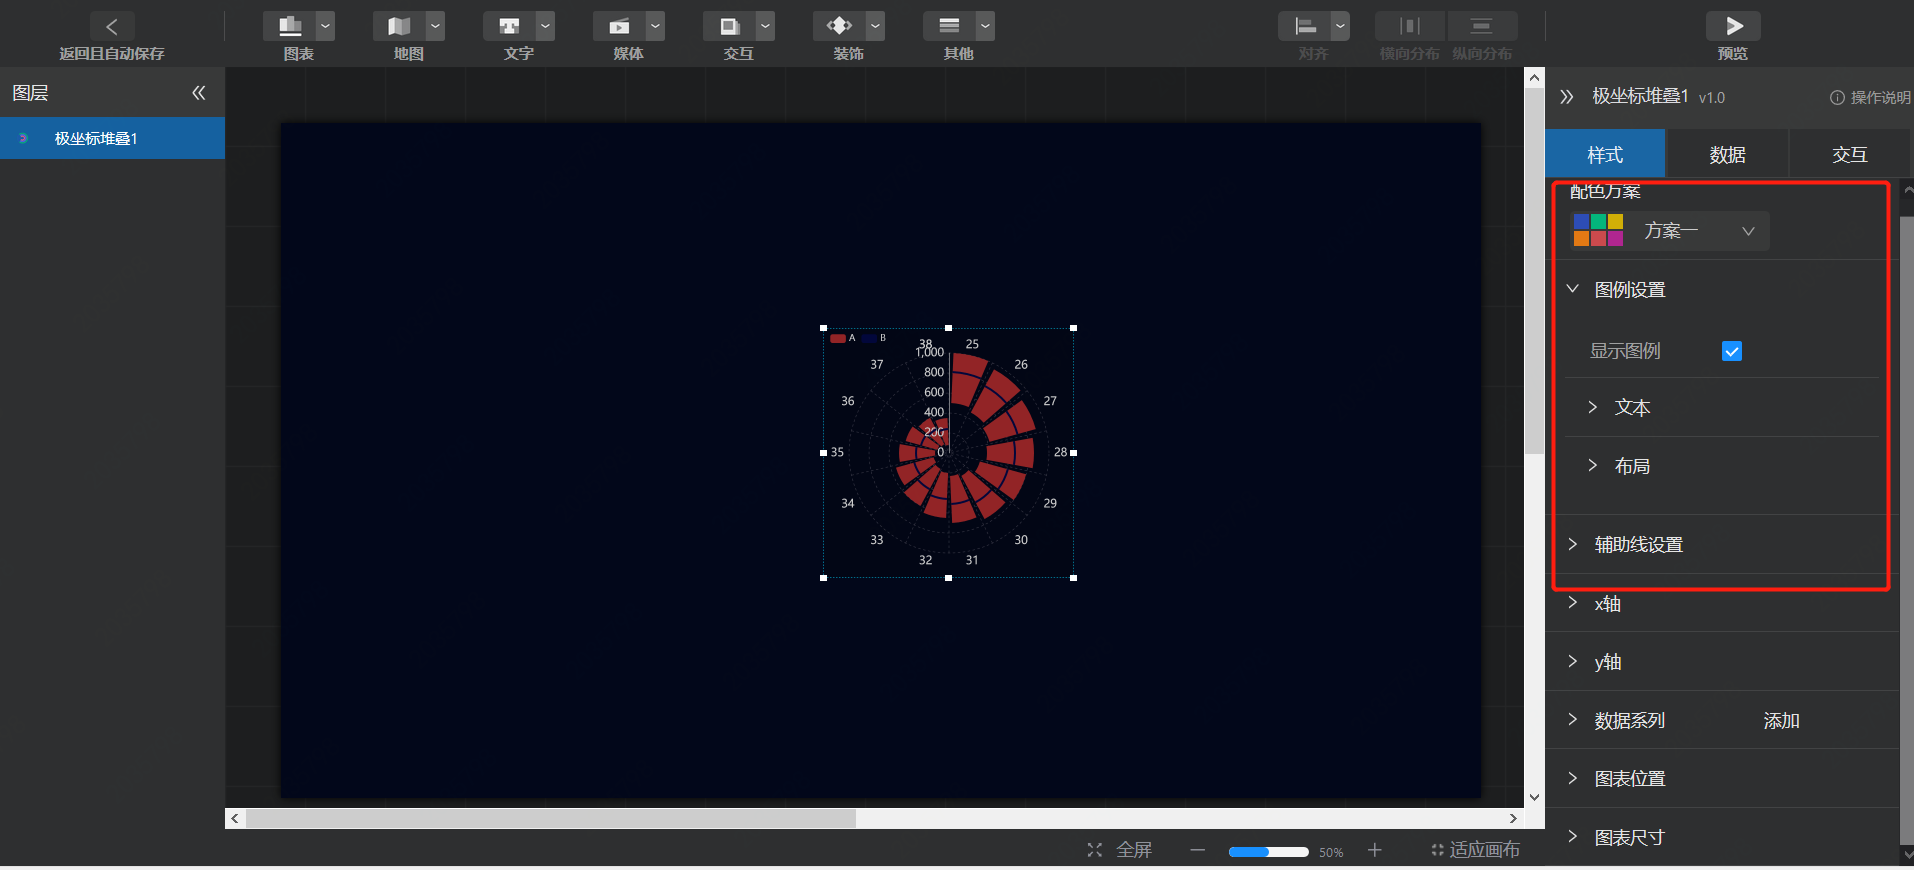 返回且自动保存
图表
地图
文字
媒体
交互
装饰
其他
对齐
横向分布
纵向分布
预览
图层
极坐标堆叠1
极坐标堆叠1 v1.0
操作说明
样式
数据
交互
配色方案
方案一
图例设置
显示图例
文本
布局
辅助线设置
x轴
y轴
数据系列
添加
图表位置
图表尺寸
A
B
38
25
1,000
37
26
800
600
36
27
400
200
35
0
28
34
29
33
30
32
31
全屏
50%
适应画布